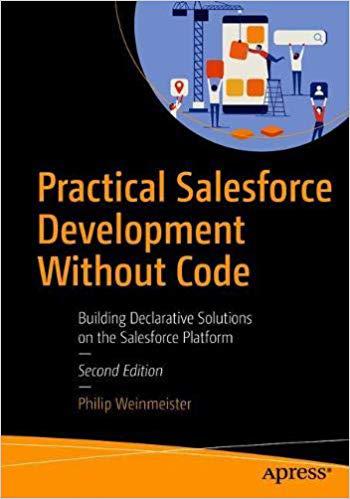 Practical Salesforce
Development
Without Code
Building Declarative Solutions
on the Salesforce Platform
—
Second Edition
—
Philip Weinmeister
Apress®